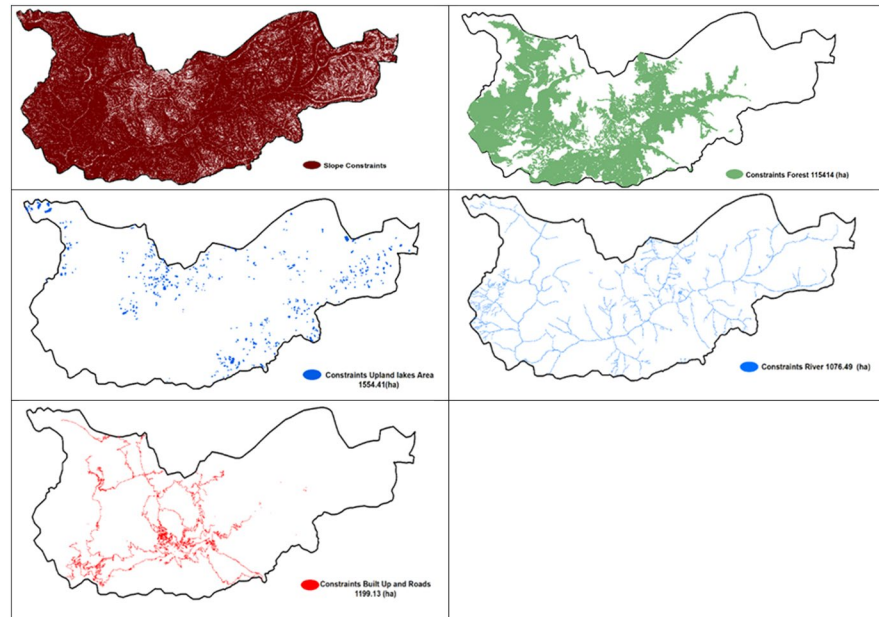 Slope Constraints
Constraints Forest 115414 (ha)
Constraints Upland lakes Area
1554.41(ha)
Constraints River 1076.49 (ha)
Constraints Built Up and Roads
1199.13 (ha)